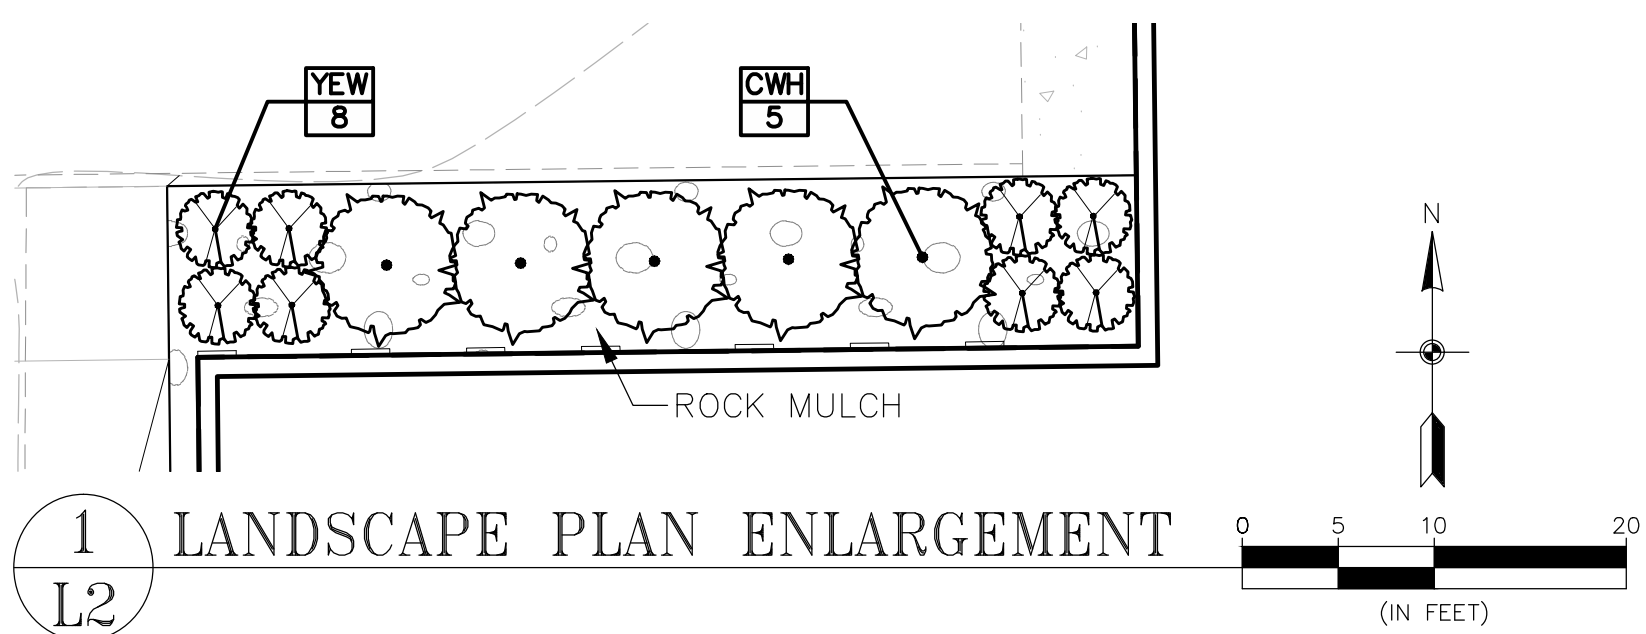 YEW
8
CWH
5
N
ROCK MULCH
1
L2
LANDSCAPE PLAN ENLARGEMENT
0 5 10 20
(IN FEET)